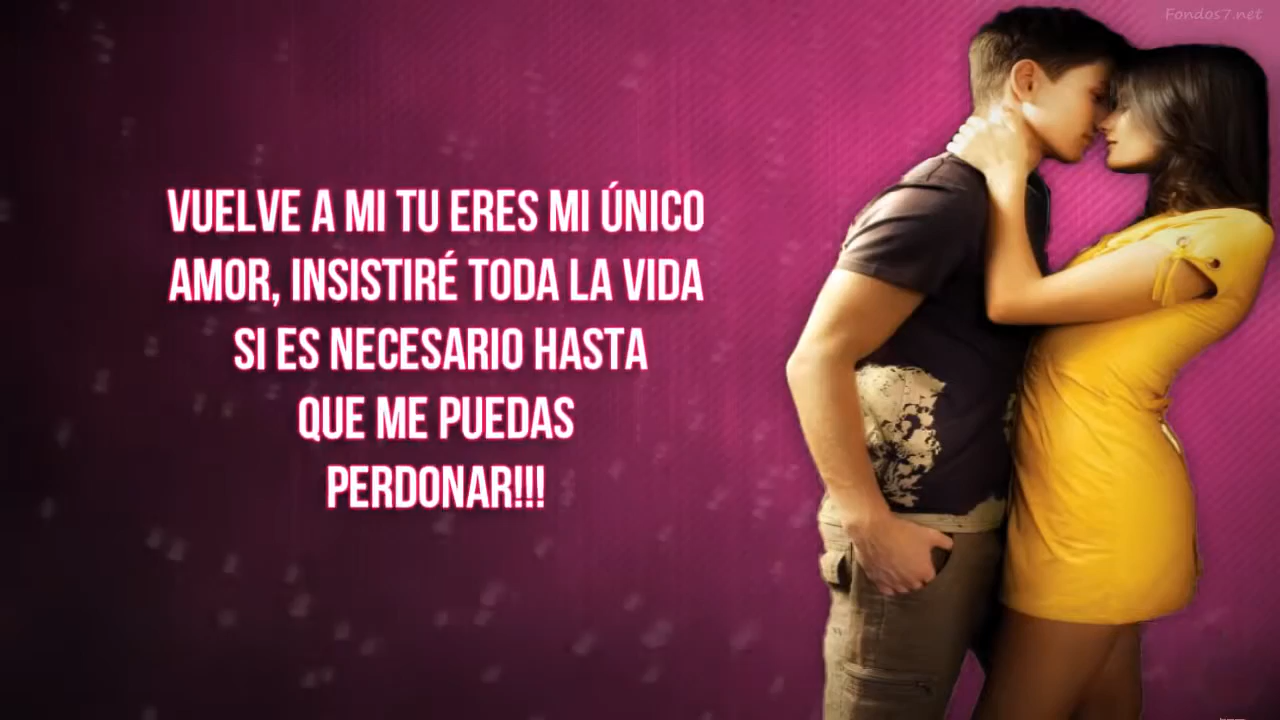 Fondos7.net
VUELVE A MI TU ERES MI ÚNICO
AMOR, INSISTIRÉ TODA LA VIDA
SI ES NECESARIO HASTA
QUE ME PUEDAS
PERDONAR!!!